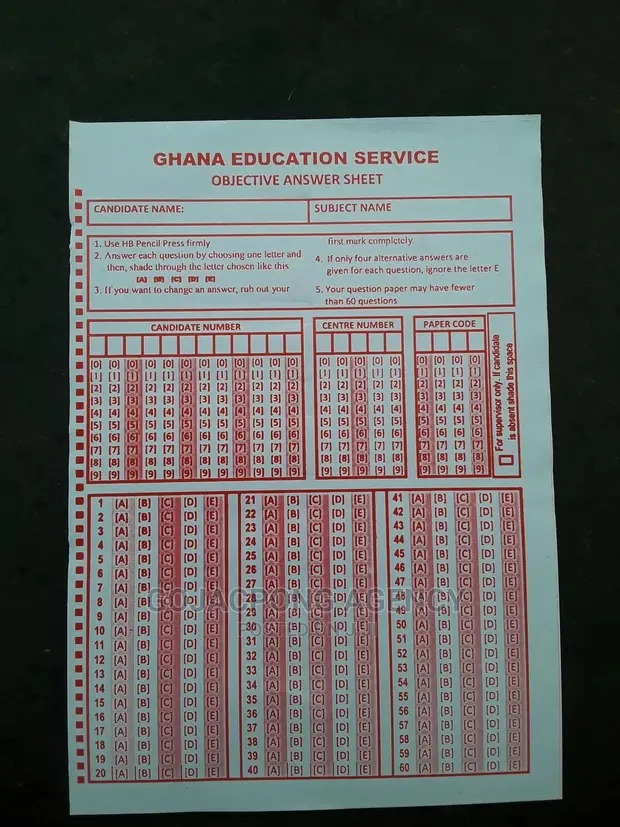 GHANA EDUCATION SERVICE
OBJECTIVE ANSWER SHEET
CANDIDATE NAME:
SUBJECT NAME
1. Use HB Pencil Press firmly
2. Answer each question by choosing one letter and
then, shade through the letter chosen like this
[A] [B] [C] [D] [E]
3. If you want to change an answer, rub out your
first mark completely.
4. If only four alternative answers are
given for each question, ignore the letter E
5. Your question paper may have fewer
than 60 questions
CANDIDATE NUMBER
[0] [0] [0] [0] [0] [0] [0] [0] [0] [0] [0] [0]
[1] [1] [1] [1] [1] [1] [1] [1] [1] [1] [1] [1]
[2] [2] [2] [2] [2] [2] [2] [2] [2] [2] [2] [2]
[3] [3] [3] [3] [3] [3] [3] [3] [3] [3] [3] [3]
[4] [4] [4] [4] [4] [4] [4] [4] [4] [4] [4] [4]
[5] [5] [5] [5] [5] [5] [5] [5] [5] [5] [5] [5]
[6] [6] [6] [6] [6] [6] [6] [6] [6] [6] [6] [6]
[7] [7] [7] [7] [7] [7] [7] [7] [7] [7] [7] [7]
[8] [8] [8] [8] [8] [8] [8] [8] [8] [8] [8] [8]
[9] [9] [9] [9] [9] [9] [9] [9] [9] [9] [9] [9]
CENTRE NUMBER
[0] [0] [0] [0] [0]
[1] [1] [1] [1] [1]
[2] [2] [2] [2] [2]
[3] [3] [3] [3] [3]
[4] [4] [4] [4] [4]
[5] [5] [5] [5] [5]
[6] [6] [6] [6] [6]
[7] [7] [7] [7] [7]
[8] [8] [8] [8] [8]
[9] [9] [9] [9] [9]
PAPER CODE
[0] [0] [0] [0]
[1] [1] [1] [1]
[2] [2] [2] [2]
[3] [3] [3] [3]
[4] [4] [4] [4]
[5] [5] [5] [5]
[6] [6] [6] [6]
[7] [7] [7] [7]
[8] [8] [8] [8]
[9] [9] [9] [9]
For supervisor only. If candidate
is absent shade this space
1 [A] [B] [C] [D] [E]
2 [A] [B] [C] [D] [E]
3 [A] [B] [C] [D] [E]
4 [A] [B] [C] [D] [E]
5 [A] [B] [C] [D] [E]
6 [A] [B] [C] [D] [E]
7 [A] [B] [C] [D] [E]
8 [A] [B] [C] [D] [E]
9 [A] [B] [C] [D] [E]
10 [A] [B] [C] [D] [E]
11 [A] [B] [C] [D] [E]
12 [A] [B] [C] [D] [E]
13 [A] [B] [C] [D] [E]
14 [A] [B] [C] [D] [E]
15 [A] [B] [C] [D] [E]
16 [A] [B] [C] [D] [E]
17 [A] [B] [C] [D] [E]
18 [A] [B] [C] [D] [E]
19 [A] [B] [C] [D] [E]
20 [A] [B] [C] [D] [E]
21 [A] [B] [C] [D] [E]
22 [A] [B] [C] [D] [E]
23 [A] [B] [C] [D] [E]
24 [A] [B] [C] [D] [E]
25 [A] [B] [C] [D] [E]
26 [A] [B] [C] [D] [E]
27 [A] [B] [C] [D] [E]
28 [A] [B] [C] [D] [E]
29 [A] [B] [C] [D] [E]
30 [A] [B] [C] [D] [E]
31 [A] [B] [C] [D] [E]
32 [A] [B] [C] [D] [E]
33 [A] [B] [C] [D] [E]
34 [A] [B] [C] [D] [E]
35 [A] [B] [C] [D] [E]
36 [A] [B] [C] [D] [E]
37 [A] [B] [C] [D] [E]
38 [A] [B] [C] [D] [E]
39 [A] [B] [C] [D] [E]
40 [A] [B] [C] [D] [E]
41 [A] [B] [C] [D] [E]
42 [A] [B] [C] [D] [E]
43 [A] [B] [C] [D] [E]
44 [A] [B] [C] [D] [E]
45 [A] [B] [C] [D] [E]
46 [A] [B] [C] [D] [E]
47 [A] [B] [C] [D] [E]
48 [A] [B] [C] [D] [E]
49 [A] [B] [C] [D] [E]
50 [A] [B] [C] [D] [E]
51 [A] [B] [C] [D] [E]
52 [A] [B] [C] [D] [E]
53 [A] [B] [C] [D] [E]
54 [A] [B] [C] [D] [E]
55 [A] [B] [C] [D] [E]
56 [A] [B] [C] [D] [E]
57 [A] [B] [C] [D] [E]
58 [A] [B] [C] [D] [E]
59 [A] [B] [C] [D] [E]
60 [A] [B] [C] [D] [E]
GOJACPONG AGENCY
POSTED ON JIJI